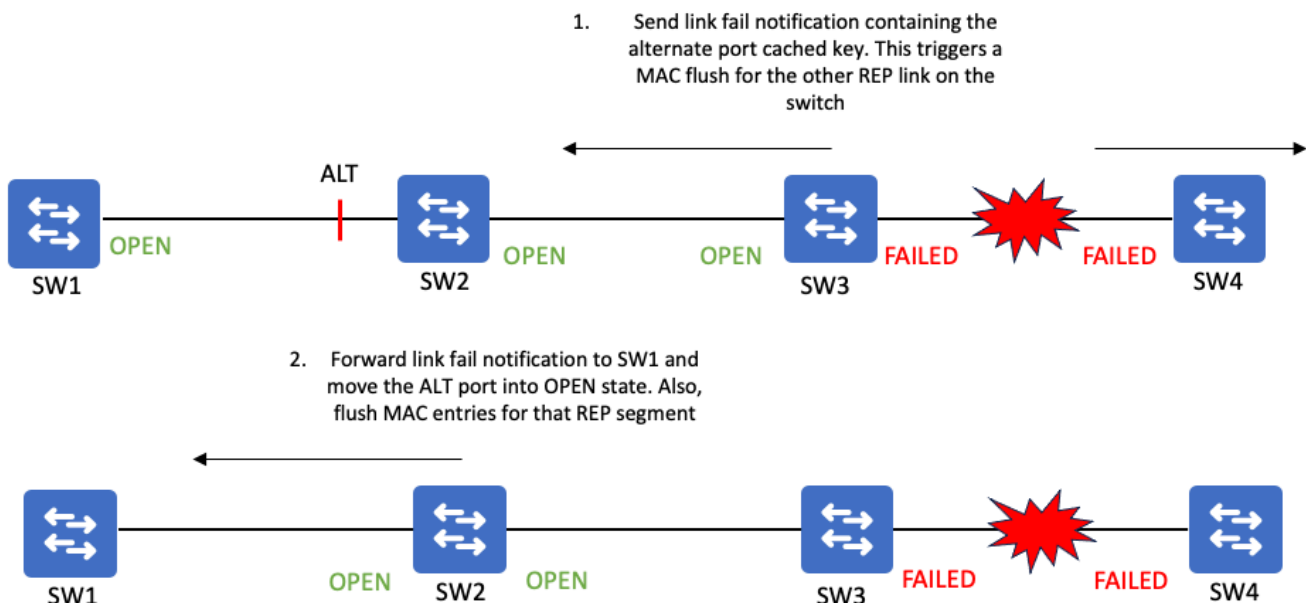 1. Send link fail notification containing the
alternate port cached key. This triggers a
MAC flush for the other REP link on the
switch
ALT
OPEN
OPEN
OPEN
FAILED
FAILED
SW1
SW2
SW3
SW4
2. Forward link fail notification to SW1 and
move the ALT port into OPEN state. Also,
flush MAC entries for that REP segment
OPEN
OPEN
FAILED
FAILED
SW1
SW2
SW3
SW4